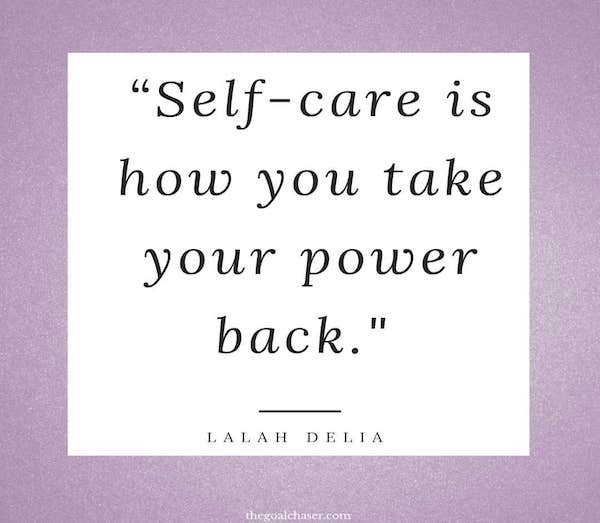 “Self-care is
how you take
your power
back."
LALAH DELIA
thegoalchaser.com